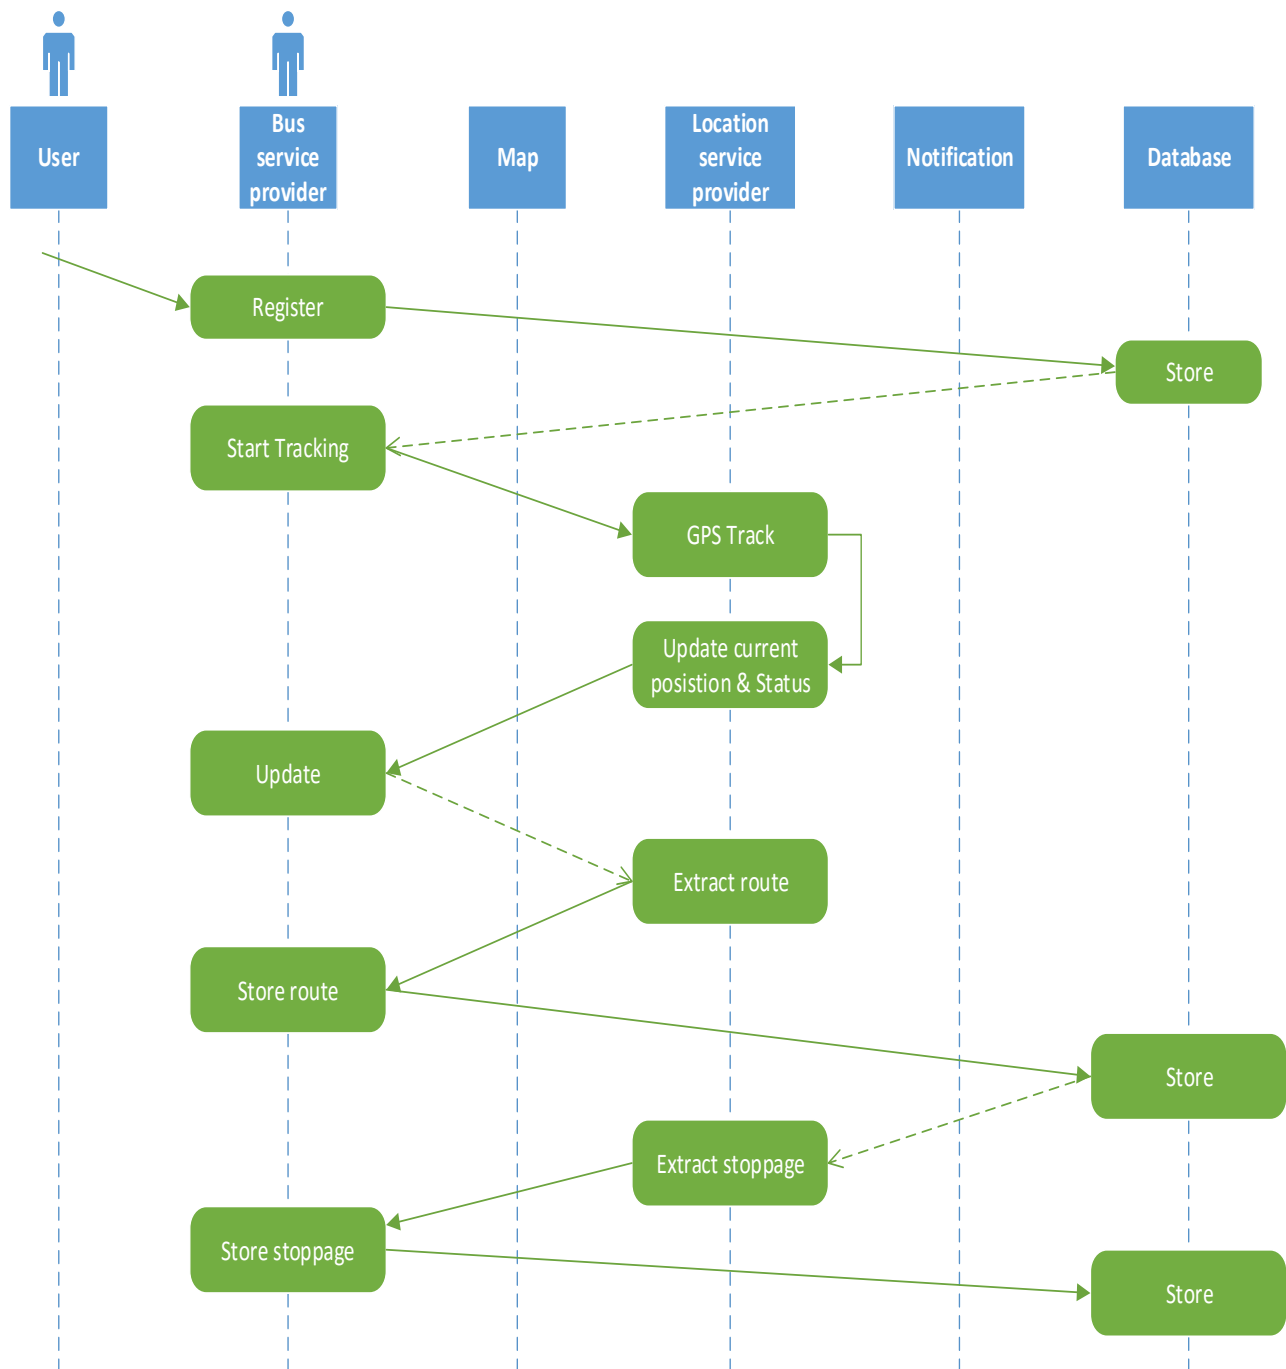 User
Bus
service
provider
Map
Location
service
provider
Notification
Database
Register
Store
Start Tracking
GPS Track
Update current
posistion & Status
Update
Extract route
Store route
Store
Extract stoppage
Store stoppage
Store